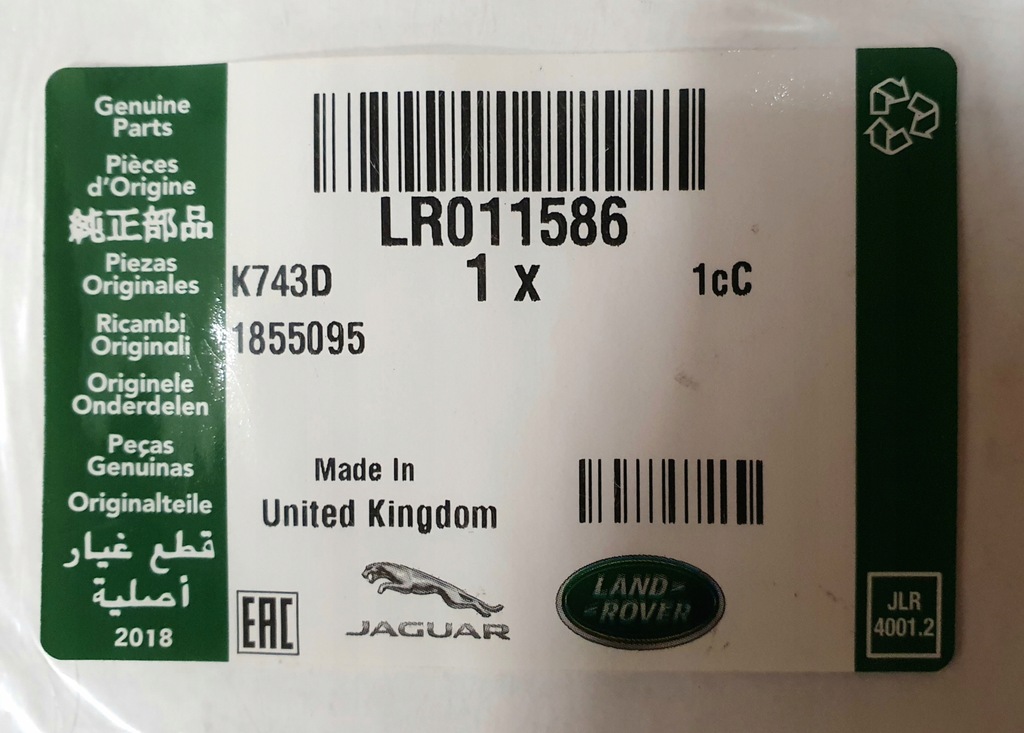 Genuine
Parts
Pièces
d'Origine
純正部品
Piezas
Originales
Ricambi
Originali
Originele
Onderdelen
Peças
Genuinas
Originalteile
قطع غيار
أصلية
2018
LR011586
K743D
1 x
1cC
1855095
Made In
United Kingdom
EAC
JAGUAR
LAND-
-ROVER
JLR
4001.2